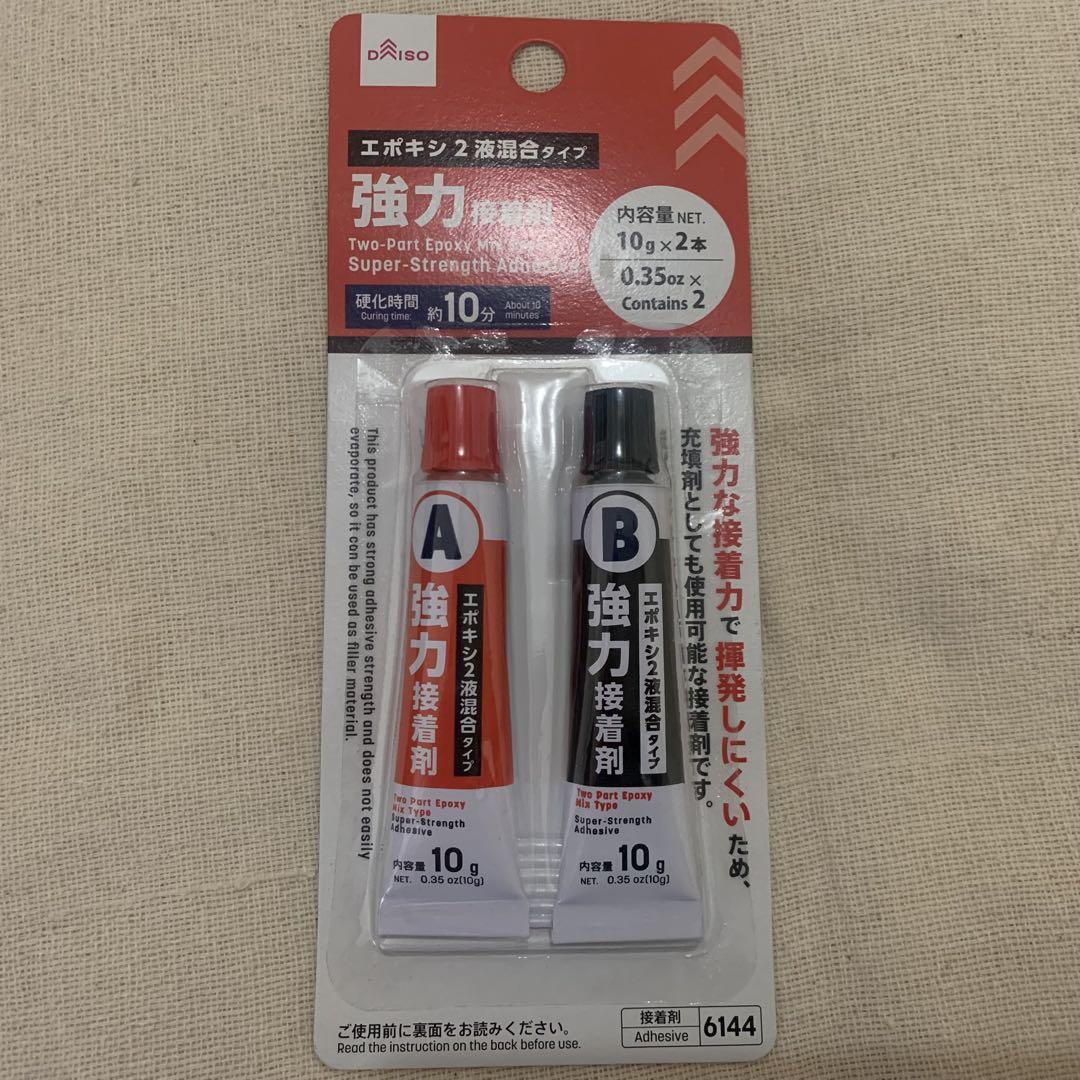 DAISO
エポキシ2液混合タイプ
強力接着剤
Two-Part Epoxy Mix Type
Super-Strength Adhesive
硬化時間
Curing time:
約10分
About 10
minutes
内容量 NET.
10g×2本
0.35oz×
Contains 2
This product has strong adhesive strength and does not easily
evaporate, so it can be used as filler material.
A
強力接着剤
エポキシ2液混合タイプ
Two Part Epoxy
Mix Type
Super-Strength
Adhesive
内容量 10g
NET. 0.35 oz(10g)
B
強力接着剤
エポキシ2液混合タイプ
Two Part Epoxy
Mix Type
Super-Strength
Adhesive
内容量 10g
NET. 0.35 oz(10g)
強力な接着力で揮発しにくいため、
充填剤としても使用可能な接着剤です。
ご使用前に裏面をお読みください。
Read the instruction on the back before use.
接着剤
Adhesive
6144